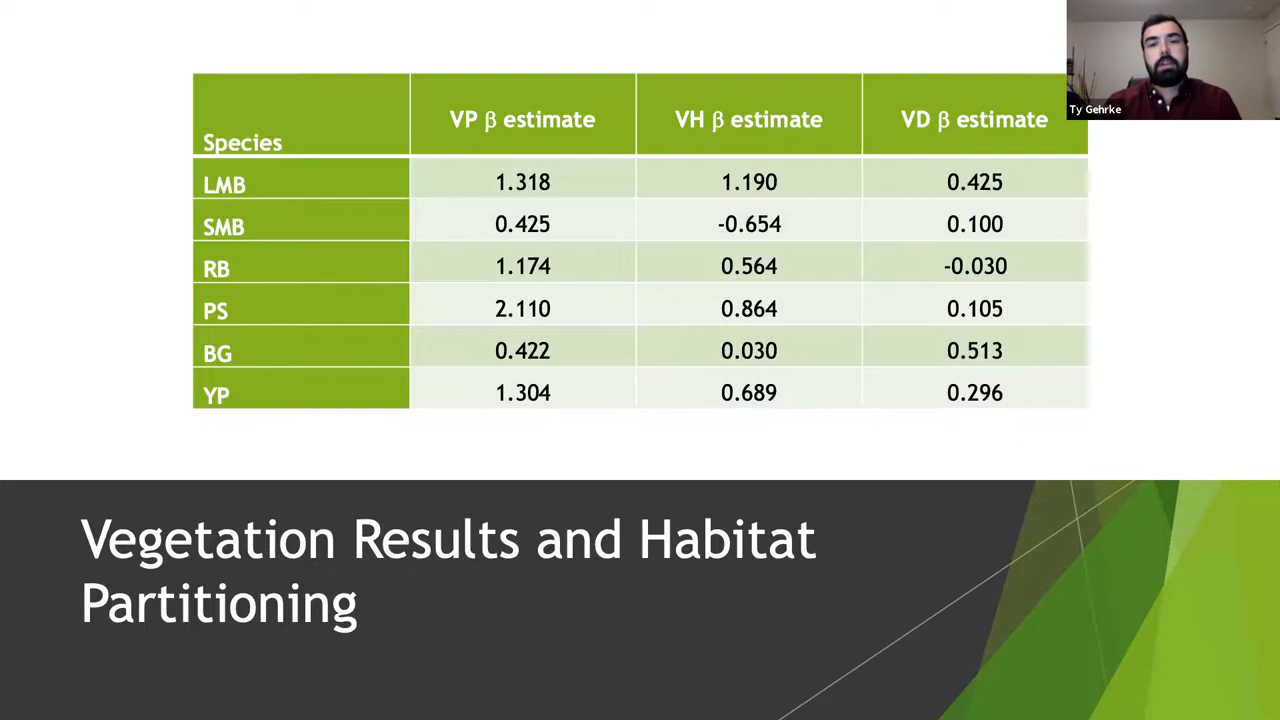 Ty Gehrke
Species VP β estimate VH β estimate VD β estimate
LMB 1.318 1.190 0.425
SMB 0.425 -0.654 0.100
RB 1.174 0.564 -0.030
PS 2.110 0.864 0.105
BG 0.422 0.030 0.513
YP 1.304 0.689 0.296
Vegetation Results and Habitat
Partitioning